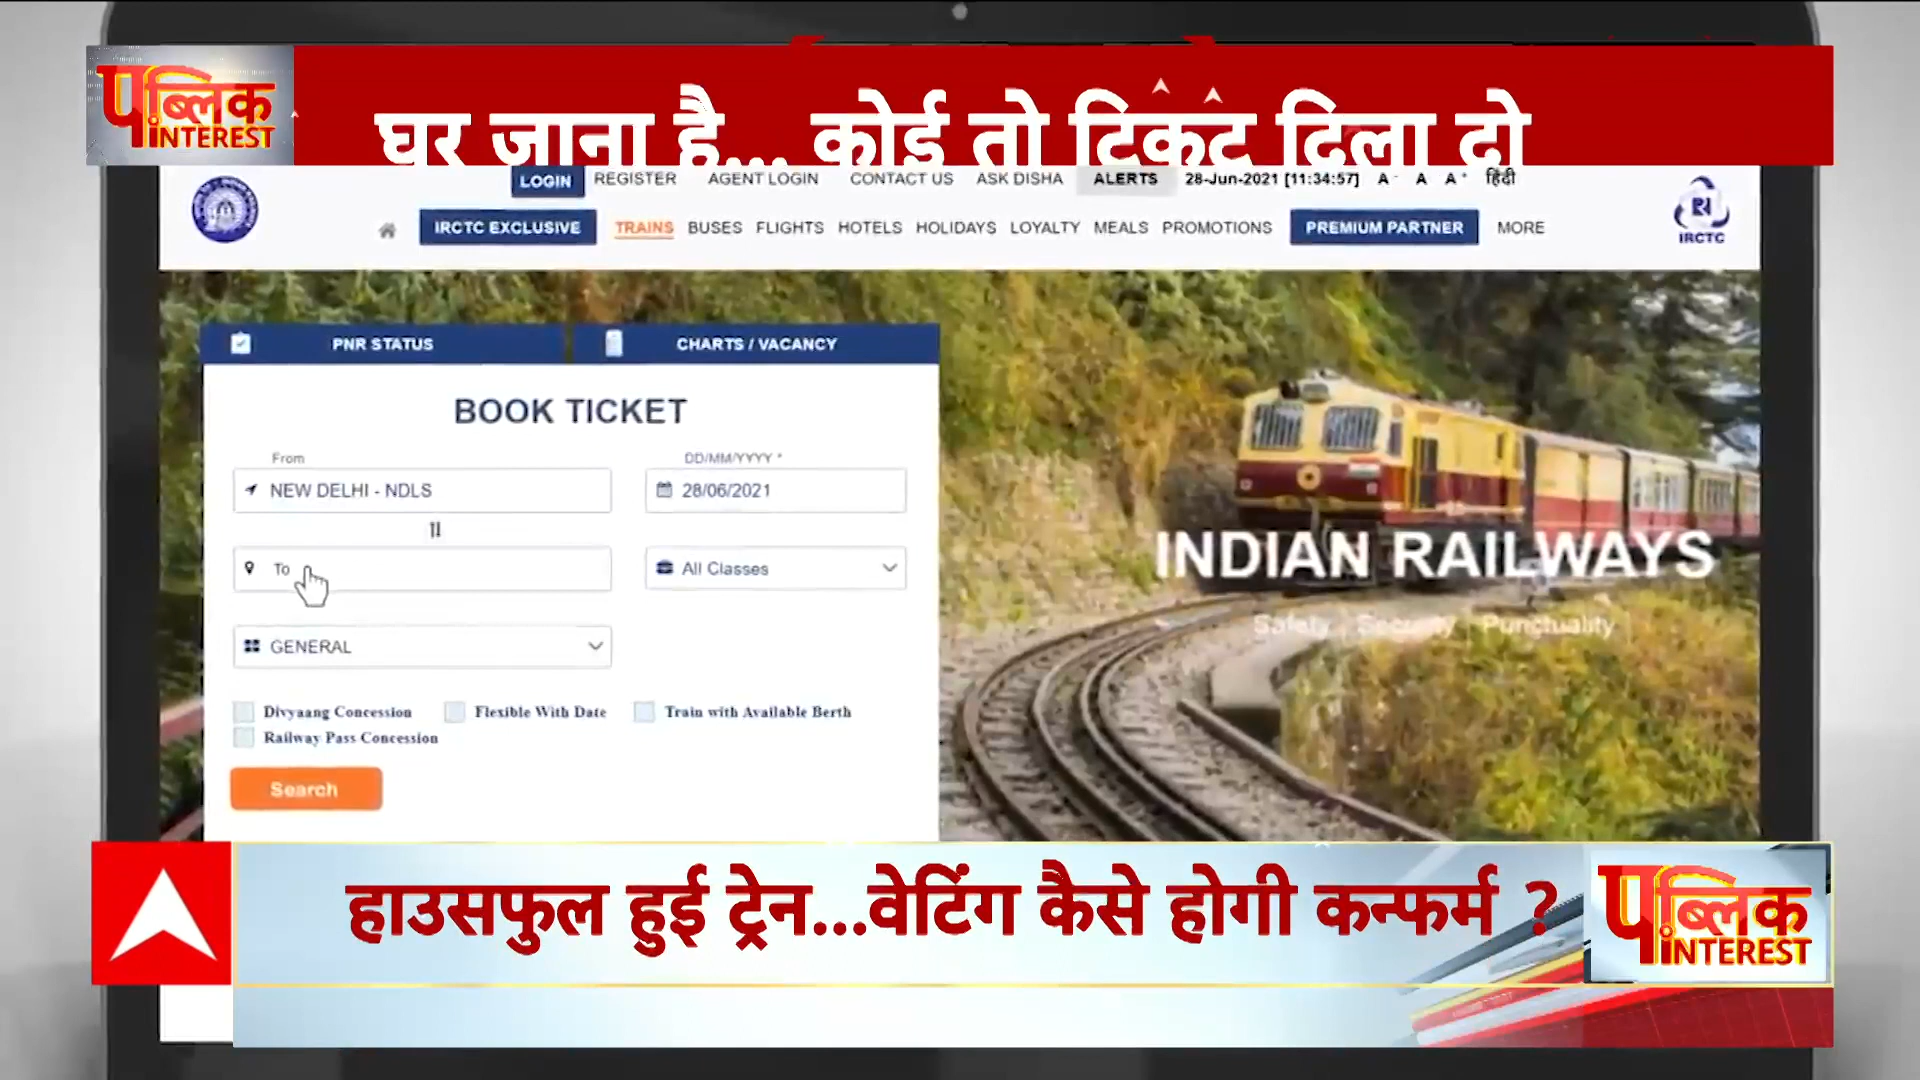 पब्लिक
INTEREST
घर जाना है... कोई तो टिकट दिला दो
LOGIN REGISTER AGENT LOGIN CONTACT US ASK DISHA ALERTS 28-Jun-2021 [11:34:57] A- A A+ हिंदी
IRCTC EXCLUSIVE TRAINS BUSES FLIGHTS HOTELS HOLIDAYS LOYALTY MEALS PROMOTIONS PREMIUM PARTNER MORE
IRCTC
PNR STATUS CHARTS / VACANCY
BOOK TICKET
From DD/MM/YYYY *
NEW DELHI - NDLS 28/06/2021
To All Classes
GENERAL
Divyaang Concession Flexible With Date Train with Available Berth
Railway Pass Concession
Search
INDIAN RAILWAYS
Safety | Security | Punctuality
हाउसफुल हुई ट्रेन...वेटिंग कैसे होगी कन्फर्म ?
पब्लिक
INTEREST